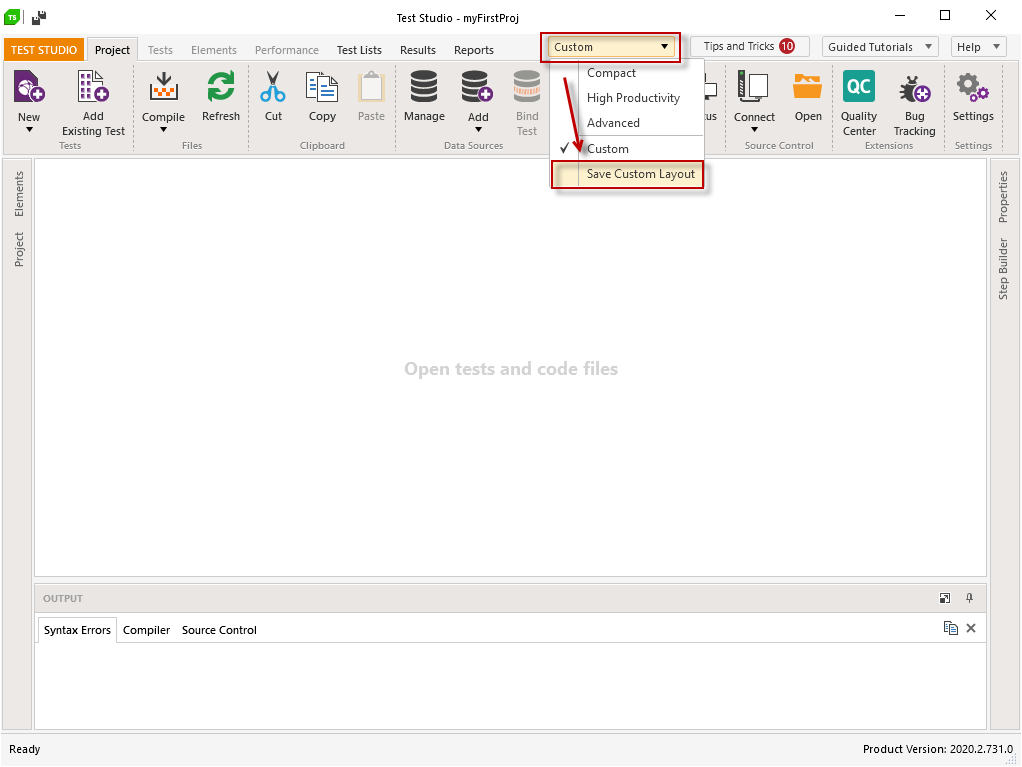 TS
Test Studio - myFirstProj
TEST STUDIO Project Tests Elements Performance Test Lists Results Reports Custom Tips and Tricks 10 Guided Tutorials Help
Compact
High Productivity
Advanced
✓ Custom
Save Custom Layout
New
Add
Existing Test
Tests
Compile
Refresh
Files
Cut
Copy
Paste
Clipboard
Manage
Add
Bind
Test
Data Sources
Connect
Open
Source Control
QC
Quality
Center
Bug
Tracking
Extensions
Settings
Settings
Elements
Project
Open tests and code files
Properties
Step Builder
OUTPUT
Syntax Errors Compiler Source Control
Ready
Product Version: 2020.2.731.0